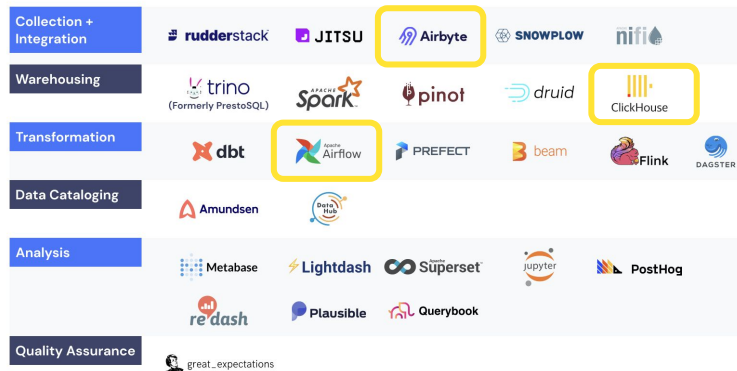 Collection +
Integration
rudderstack
JITSU
Airbyte
SNOWPLOW
nifi
Warehousing
trino
(Formerly PrestoSQL)
APACHE
Spark
pinot
druid
ClickHouse
Transformation
dbt
Apache
Airflow
PREFECT
beam
Flink
DAGSTER
Data Cataloging
Amundsen
Data
Hub
Analysis
Metabase
Lightdash
Apache
Superset
jupyter
PostHog
redash
Plausible
Querybook
Quality Assurance
great_expectations